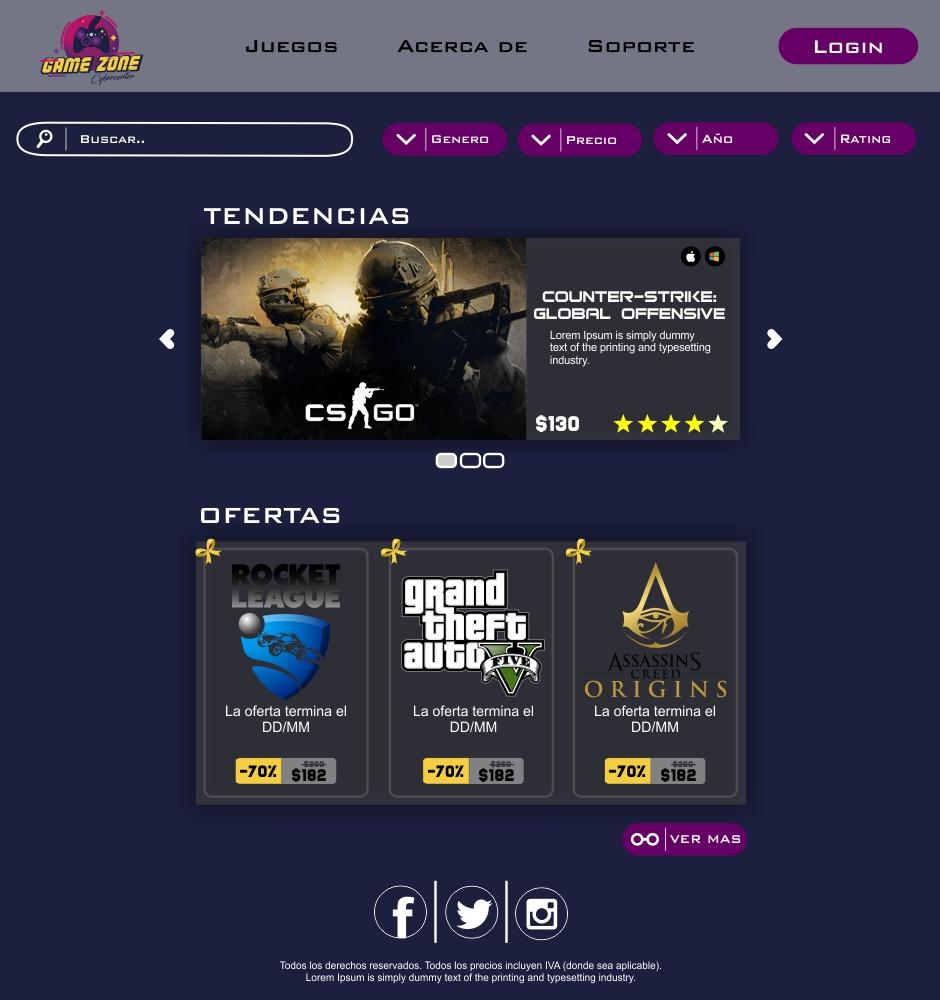 GAME ZONE
Cybercenter
Juegos
Acerca de
Soporte
Login
Buscar..
Genero
Precio
Año
Rating
TENDENCIAS
CS GO
COUNTER-STRIKE:
GLOBAL OFFENSIVE
Lorem Ipsum is simply dummy
text of the printing and typesetting
industry.
$130
OFERTAS
ROCKET
LEAGUE
La oferta termina el
DD/MM
-70%
$260
$182
grand
theft
auto
V
FIVE
La oferta termina el
DD/MM
-70%
$260
$182
ASSASSIN'S
CREED
ORIGINS
La oferta termina el
DD/MM
-70%
$260
$182
VER MAS
Todos los derechos reservados. Todos los precios incluyen IVA (donde sea aplicable).
Lorem Ipsum is simply dummy text of the printing and typesetting industry.